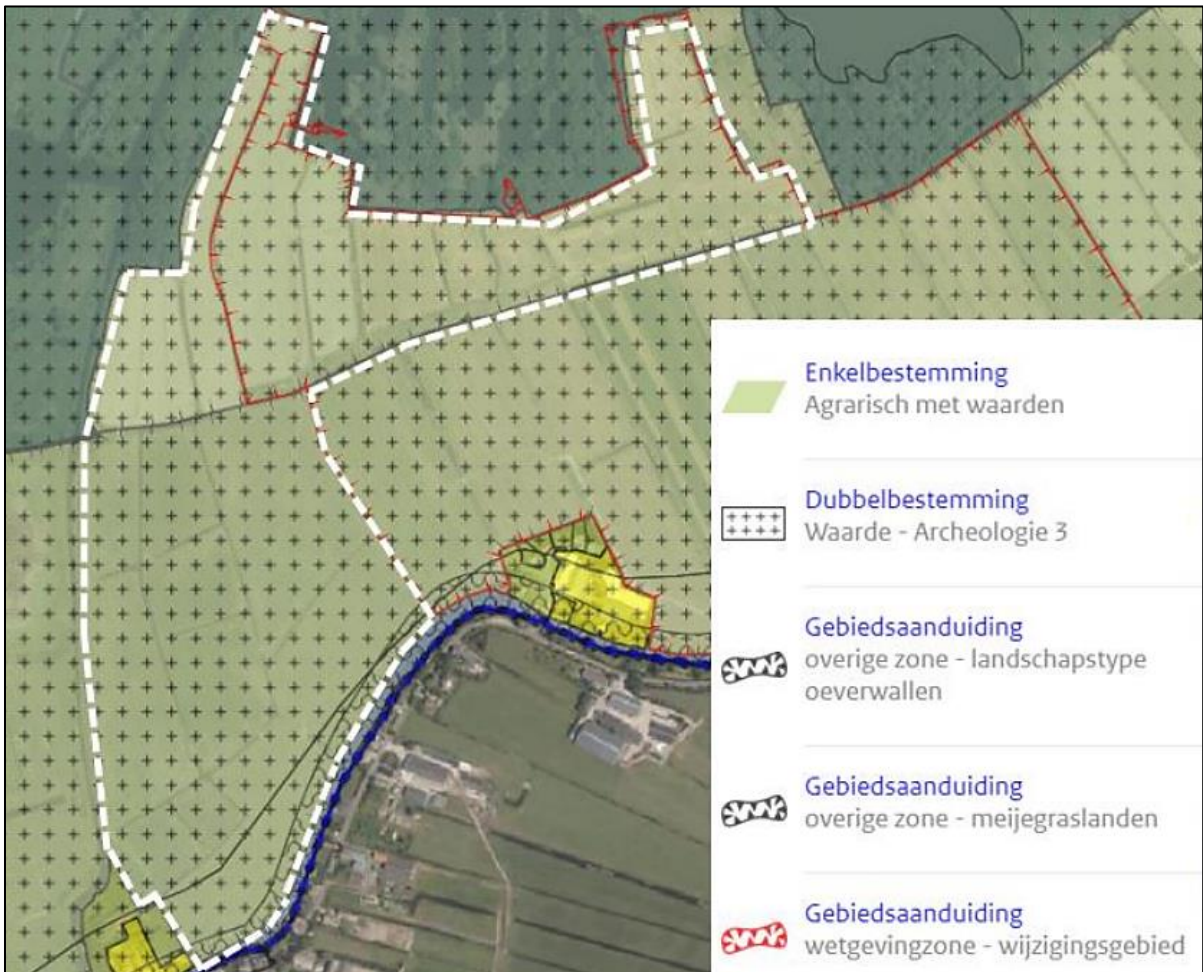 Enkelbestemming
Agrarisch met waarden
Dubbelbestemming
Waarde - Archeologie 3
Gebiedsaanduiding
overige zone - landschapstype
oeverwallen
Gebiedsaanduiding
overige zone - meijegraslanden
Gebiedsaanduiding
wetgevingzone - wijzigingsgebied